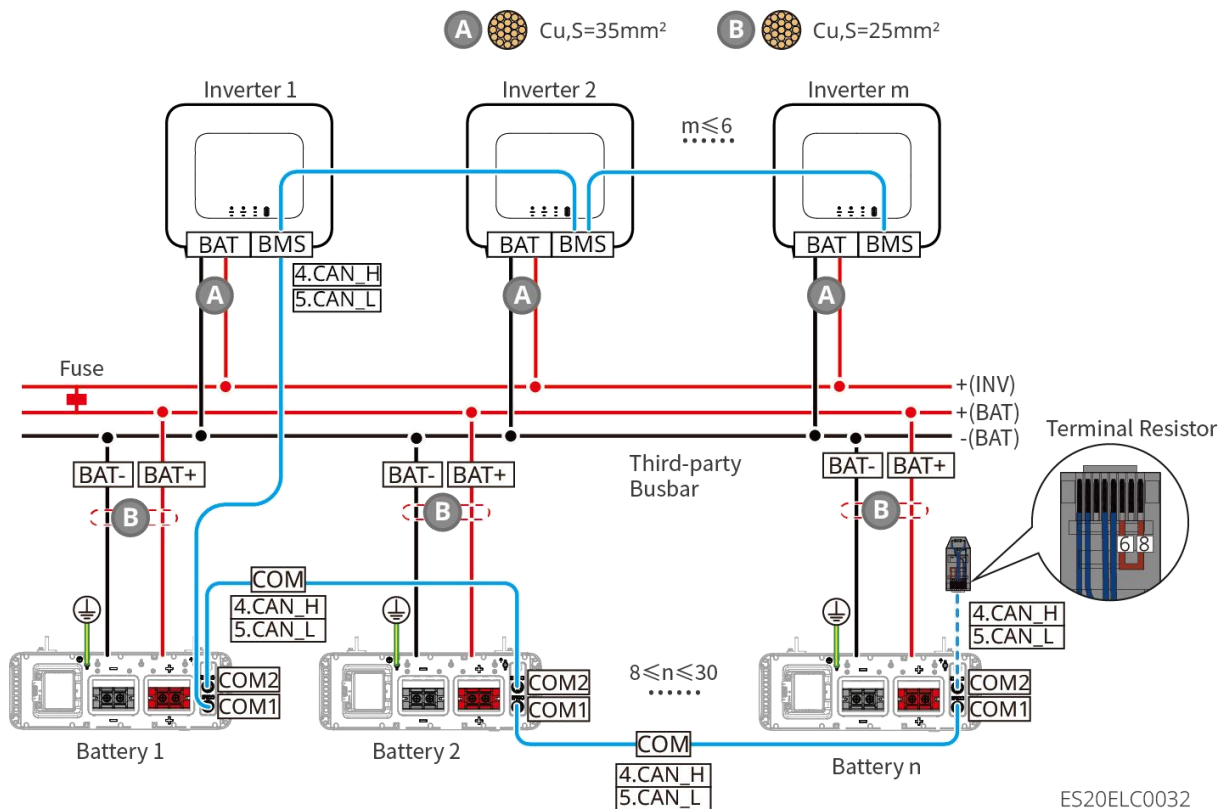 A Cu,S=35mm²
B Cu,S=25mm²
Inverter 1
Inverter 2
Inverter m
m≤6
BAT
BMS
BAT
BMS
BAT
BMS
4.CAN_H
5.CAN_L
A
A
A
Fuse
+(INV)
+(BAT)
-(BAT)
Third-party
Busbar
Terminal Resistor
6 8
BAT-
BAT+
BAT-
BAT+
BAT-
BAT+
B
B
B
COM
4.CAN_H
5.CAN_L
4.CAN_H
5.CAN_L
8≤n≤30
COM2
COM1
COM2
COM1
COM2
COM1
Battery 1
Battery 2
Battery n
COM
4.CAN_H
5.CAN_L
ES20ELC0032